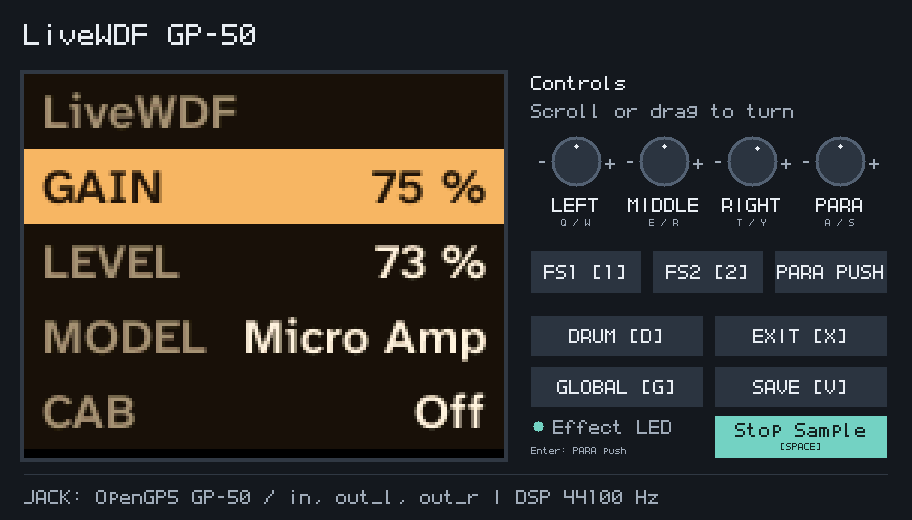 LiveWDF GP-50
LiveWDF
GAIN 75 %
LEVEL 73 %
MODEL Micro Amp
CAB Off
Controls
Scroll or drag to turn
- + - + - + - +
LEFT MIDDLE RIGHT PARA
Q / W E / R T / Y A / S
FS1 [1] FS2 [2] PARA PUSH
DRUM [D] EXIT [X]
GLOBAL [G] SAVE [V]
Effect LED
Enter: PARA push
Stop Sample
[SPACE]
JACK: OpenGP5 GP-50 / in, out_l, out_r | DSP 44100 Hz